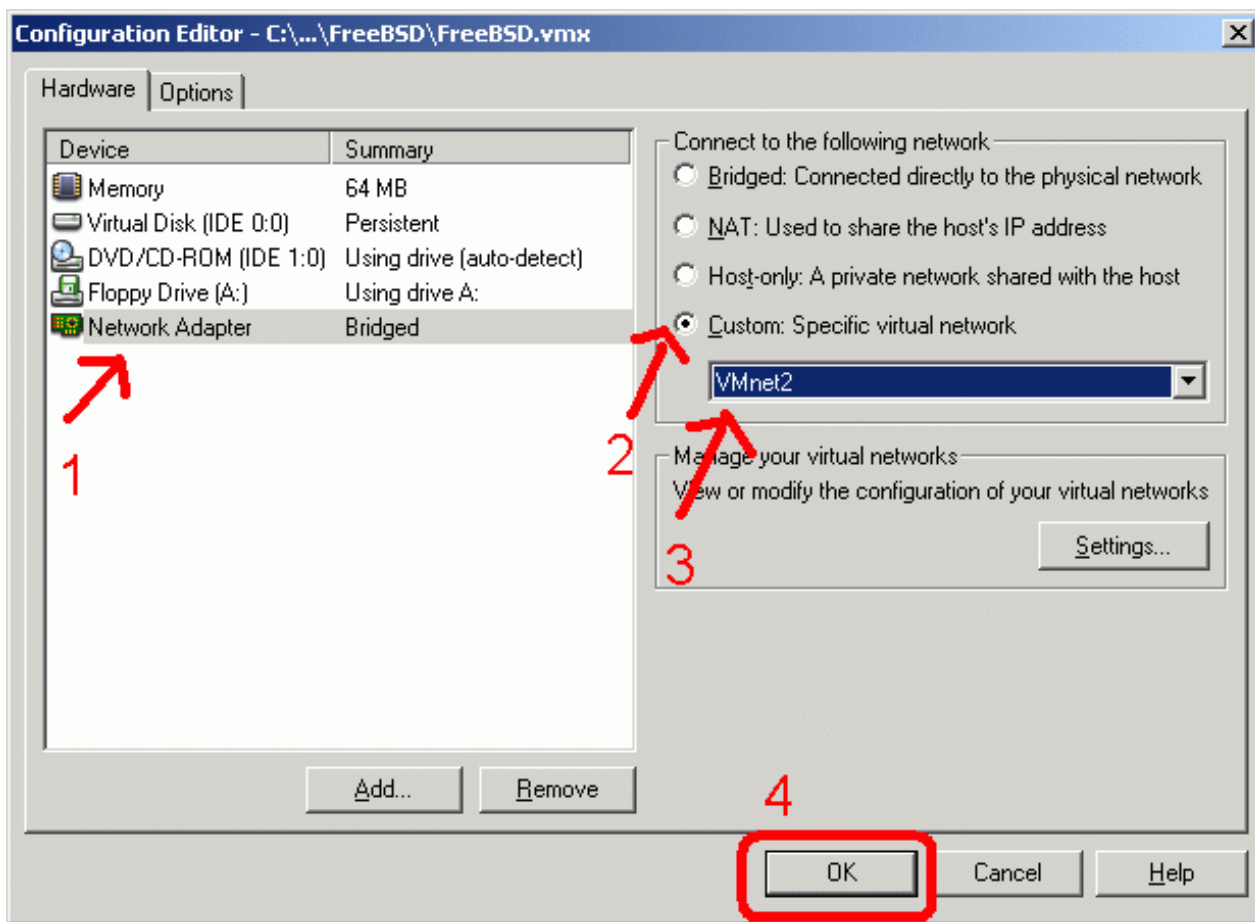 Configuration Editor - C:\...\FreeBSD\FreeBSD.vmx
Hardware Options
Device Summary
Memory 64 MB
Virtual Disk (IDE 0:0) Persistent
DVD/CD-ROM (IDE 1:0) Using drive (auto-detect)
Floppy Drive (A:) Using drive A:
Network Adapter Bridged
1
Add... Remove
Connect to the following network
Bridged: Connected directly to the physical network
NAT: Used to share the host's IP address
Host-only: A private network shared with the host
Custom: Specific virtual network
2
VMnet2
3
Manage your virtual networks
View or modify the configuration of your virtual networks
Settings...
4
OK Cancel Help